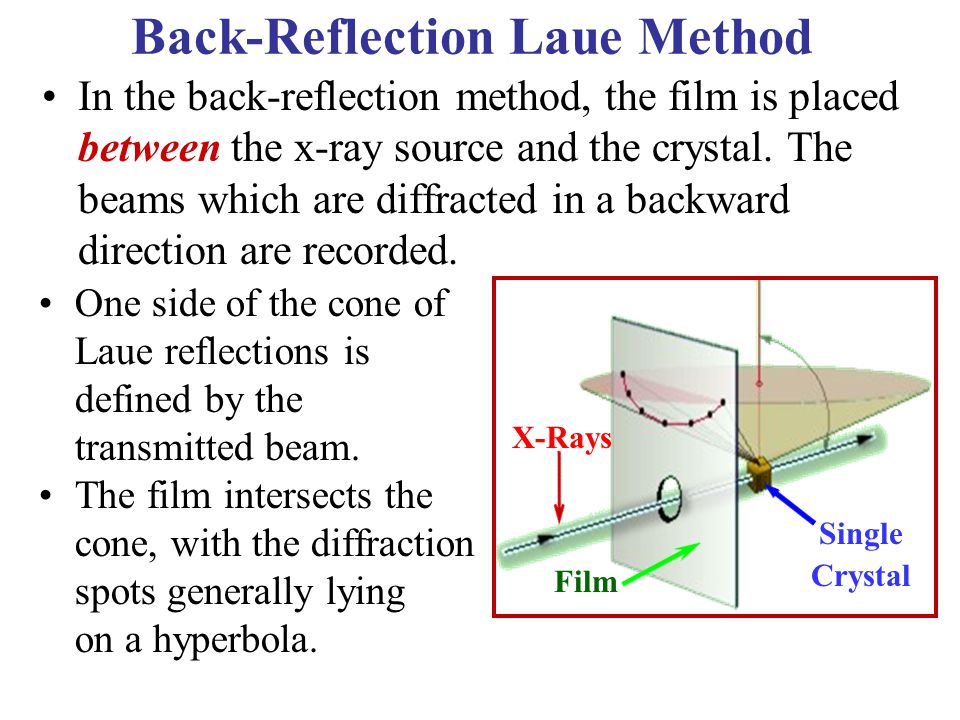 Back-Reflection Laue Method
• In the back-reflection method, the film is placed
between the x-ray source and the crystal. The
beams which are diffracted in a backward
direction are recorded.
• One side of the cone of
Laue reflections is
defined by the
transmitted beam.
• The film intersects the
cone, with the diffraction
spots generally lying
on a hyperbola.
X-Rays
Film
Single
Crystal